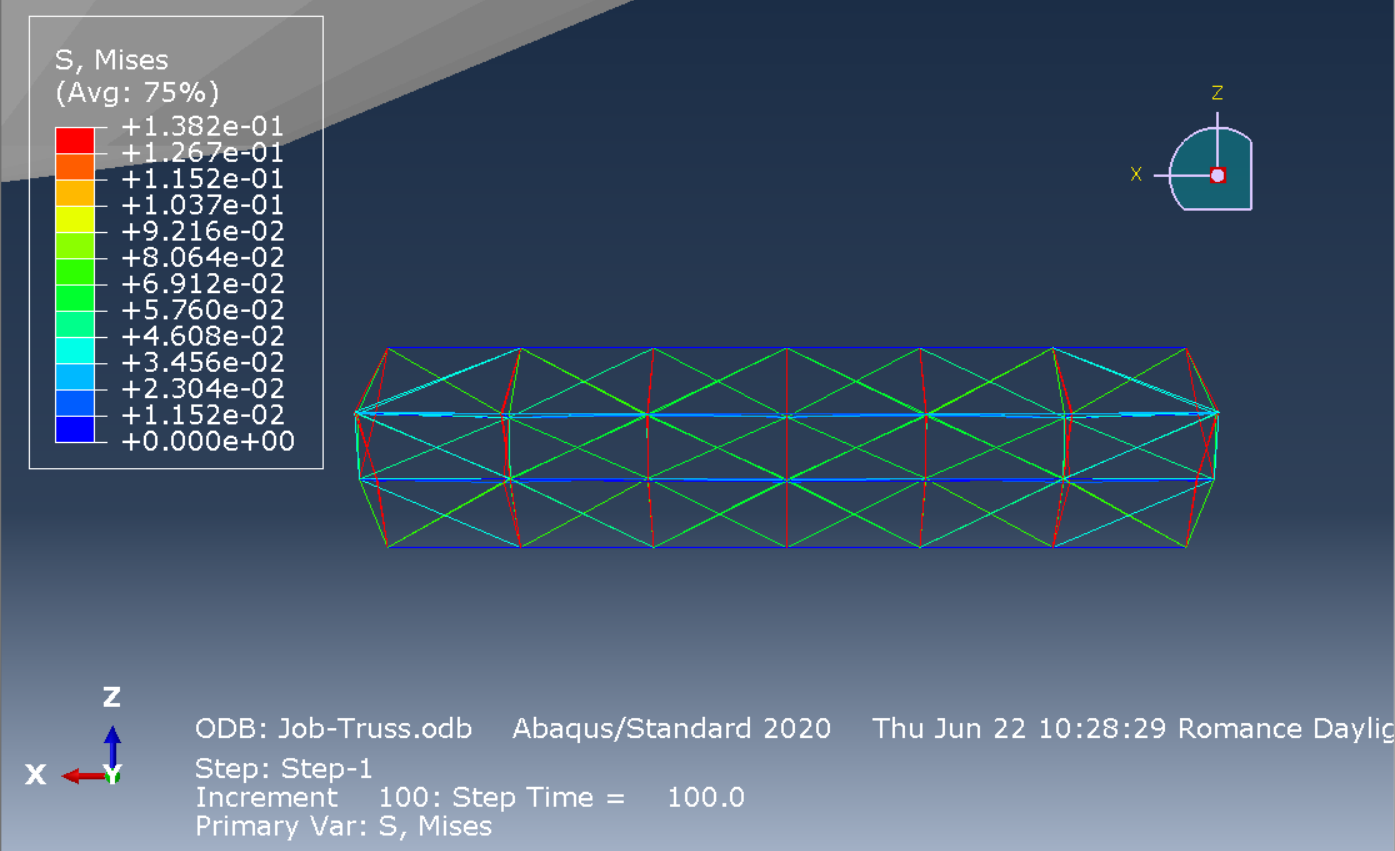 S, Mises
(Avg: 75%)
+1.382e-01
+1.267e-01
+1.152e-01
+1.037e-01
+9.216e-02
+8.064e-02
+6.912e-02
+5.760e-02
+4.608e-02
+3.456e-02
+2.304e-02
+1.152e-02
+0.000e+00
Z
X
Z
X
Y
ODB: Job-Truss.odb Abaqus/Standard 2020 Thu Jun 22 10:28:29 Romance
Step: Step-1
Increment 100: Step Time = 100.0
Primary Var: S, Mises